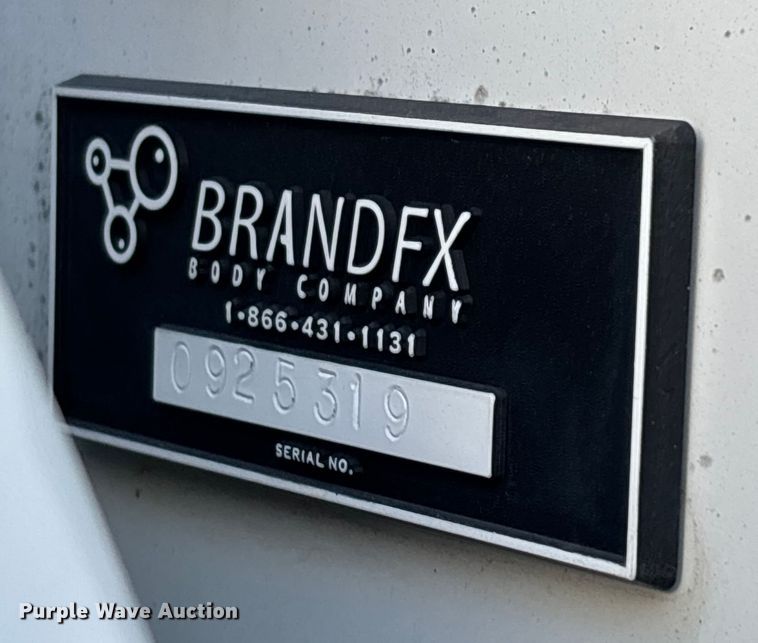 BRANDFX
BODY COMPANY
1•866•431•1131
0925319
SERIAL NO.
Purple Wave Auction